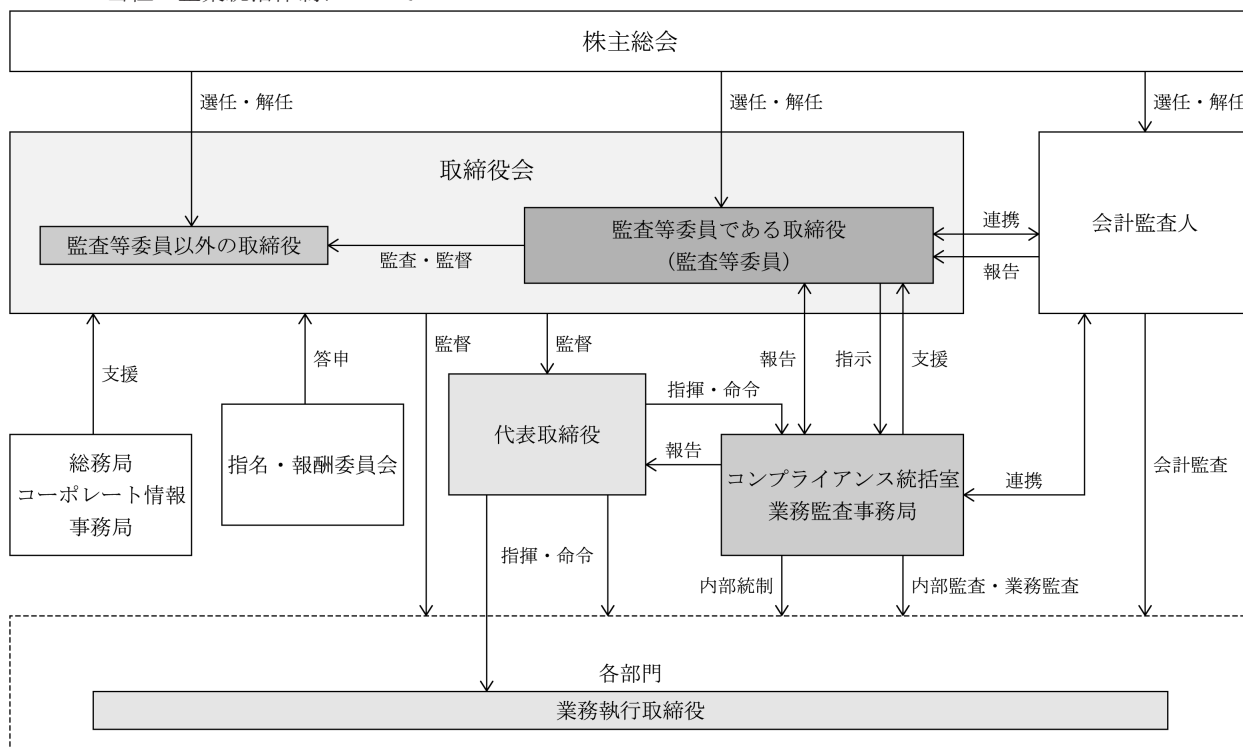 株主総会
選任・解任
選任・解任
選任・解任
取締役会
監査等委員以外の取締役
監査・監督
監査等委員である取締役
（監査等委員）
連携
報告
会計監査人
支援
答申
監督
監督
報告
指示
支援
指揮・命令
代表取締役
報告
総務局
コーポレート情報
事務局
指名・報酬委員会
コンプライアンス統括室
業務監査事務局
連携
会計監査
指揮・命令
内部統制
内部監査・業務監査
各部門
業務執行取締役